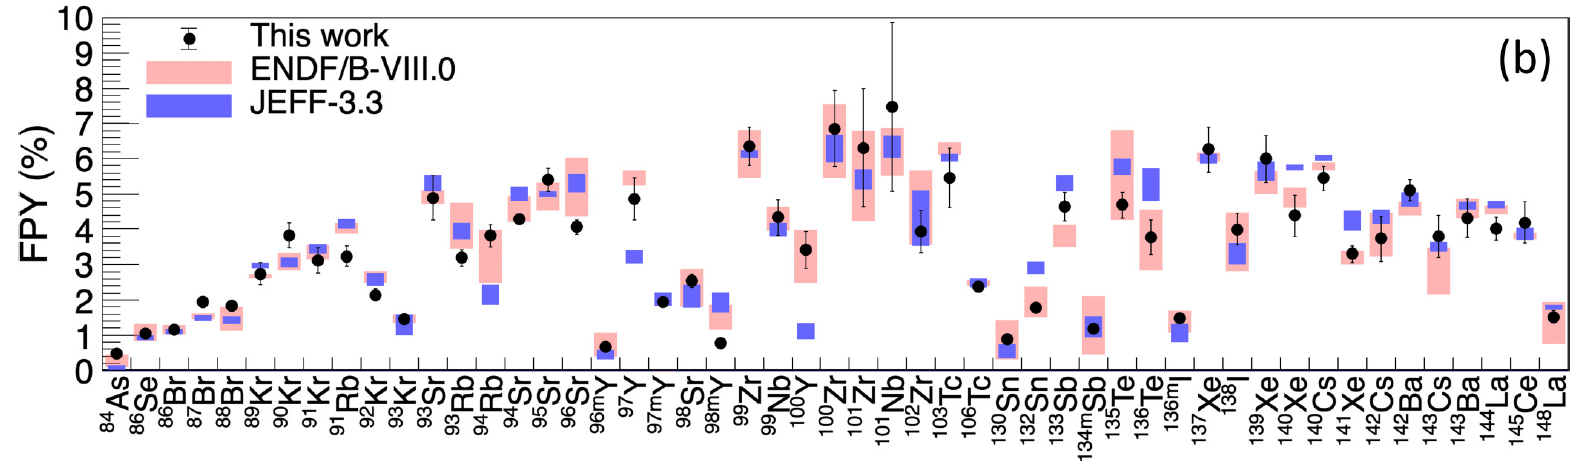 FPY (%)
10
9
8
7
6
5
4
3
2
1
0
This work
ENDF/B-VIII.0
JEFF-3.3
(b)
84As
86Se
86Br
87Br
88Br
89Kr
90Kr
91Kr
91Rb
92Kr
93Kr
93Sr
93Rb
94Rb
94Sr
95Sr
96Sr
96mY
97Y
97mY
98Sr
98mY
99Zr
99Nb
100Y
100Zr
101Zr
101Nb
102Zr
103Tc
106Tc
130Sn
132Sn
133Sb
134mSb
135Te
136Te
136mI
137Xe
138I
139Xe
140Xe
140Cs
141Xe
142Cs
142Ba
143Cs
143Ba
144La
145Ce
148La